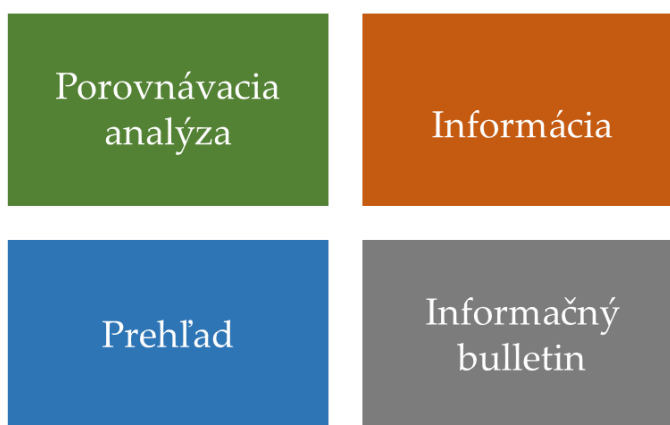 Porovnávacia
analýza
Informácia
Prehľad
Informačný
bulletin